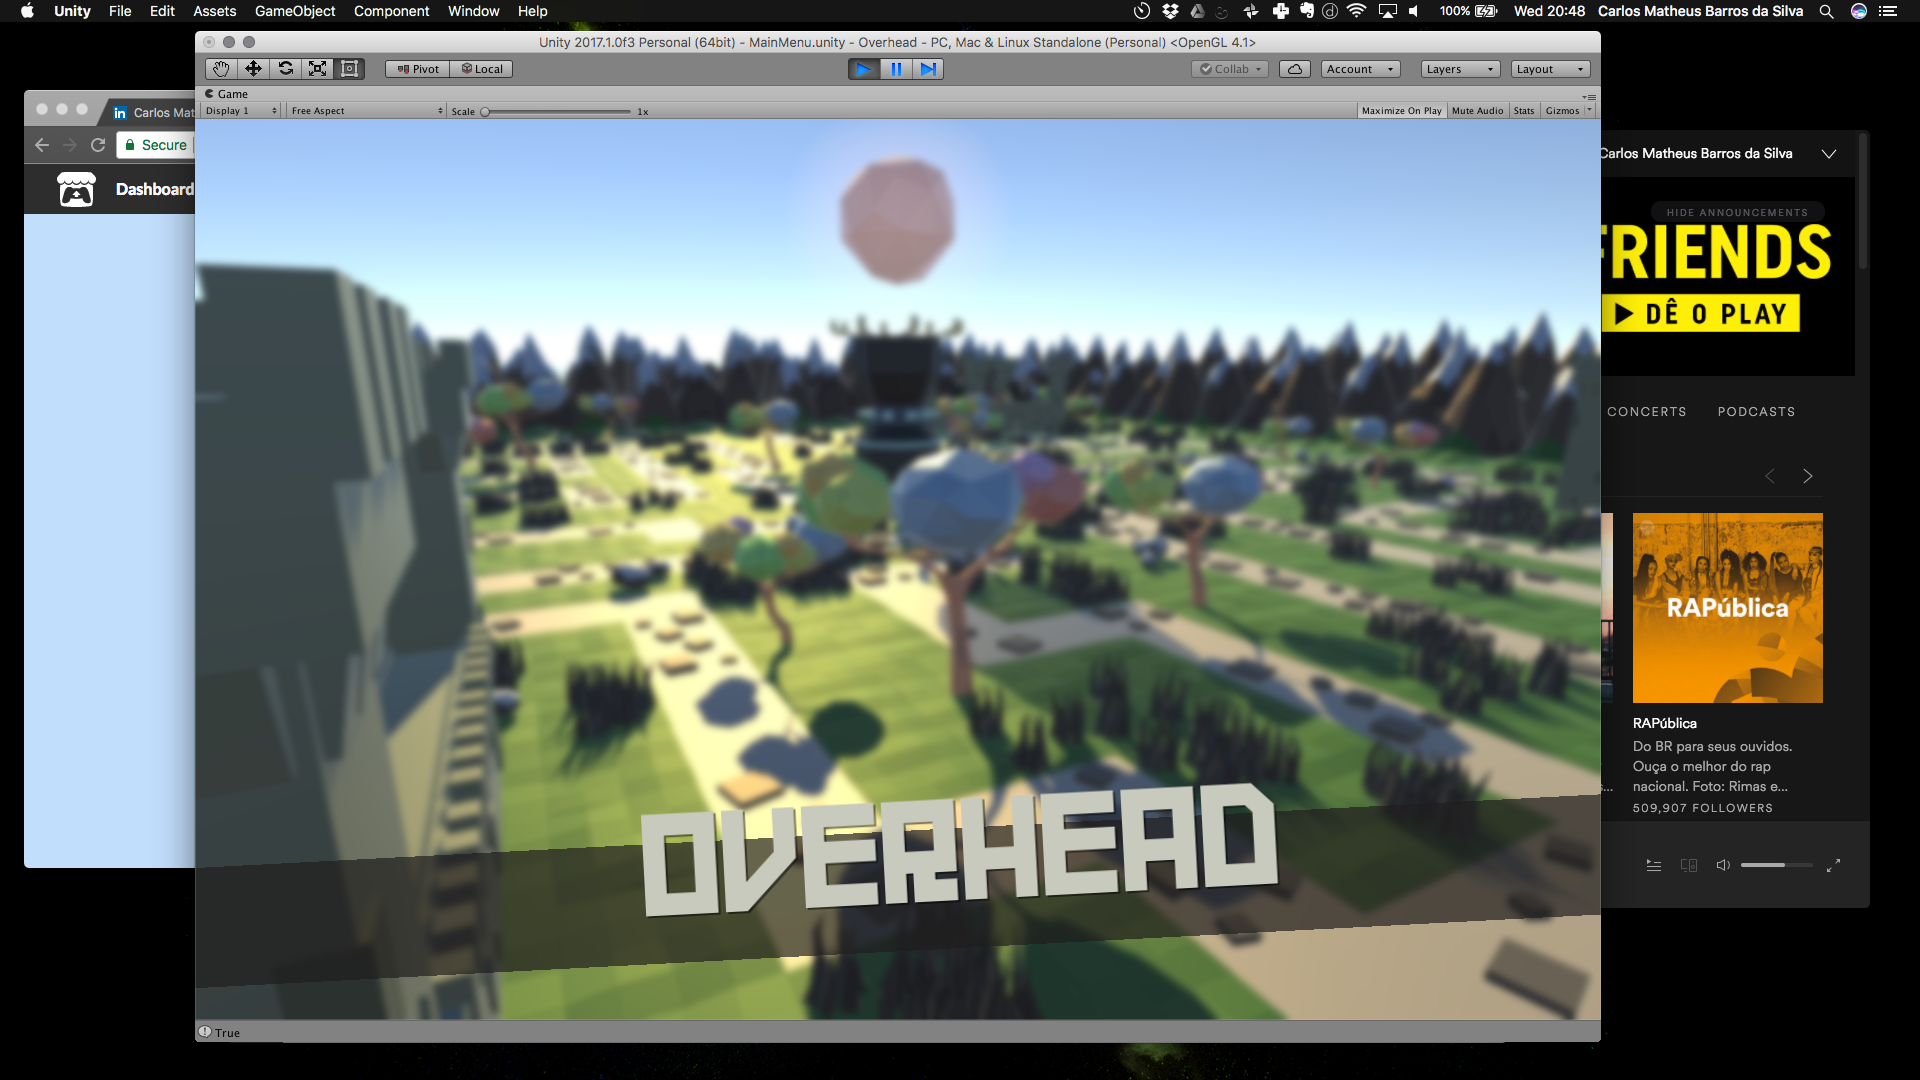 Unity File Edit Assets GameObject Component Window Help
100% Wed 20:48 Carlos Matheus Barros da Silva
Unity 2017.1.0f3 Personal (64bit) - MainMenu.unity - Overhead - PC, Mac & Linux Standalone (Personal) <OpenGL 4.1>
Pivot Local Collab Account Layers Layout
Game
Display 1 Free Aspect Scale 1x Maximize On Play Mute Audio Stats Gizmos
in Carlos Mat
Secure
Dashboard
OVERHEAD
True
Carlos Matheus Barros da Silva
HIDE ANNOUNCEMENTS
FRIENDS
DÊ O PLAY
CONCERTS PODCASTS
RAPública
RAPública
Do BR para seus ouvidos.
Ouça o melhor do rap
s... nacional. Foto: Rimas e...
509,907 FOLLOWERS